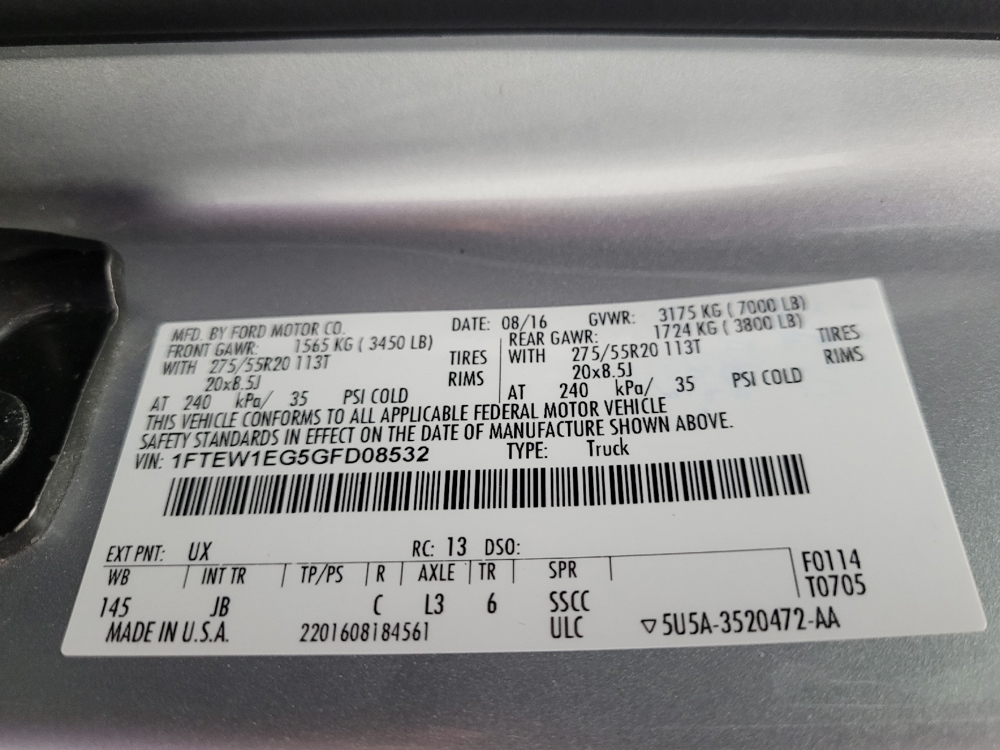 MFD. BY FORD MOTOR CO. DATE: 08/16 GVWR: 3175 KG ( 7000 LB)
FRONT GAWR: 1565 KG ( 3450 LB) REAR GAWR: 1724 KG ( 3800 LB)
WITH 275/55R20 113T TIRES WITH 275/55R20 113T TIRES
20x8.5J RIMS 20x8.5J RIMS
AT 240 kPa/ 35 PSI COLD AT 240 kPa/ 35 PSI COLD
THIS VEHICLE CONFORMS TO ALL APPLICABLE FEDERAL MOTOR VEHICLE
SAFETY STANDARDS IN EFFECT ON THE DATE OF MANUFACTURE SHOWN ABOVE.
VIN: 1FTEW1EG5GFD08532 TYPE: Truck
EXT PNT: UX RC: 13 DSO:
WB INT TR TP/PS R AXLE TR SPR F0114
T0705
145 JB C L3 6 SSCC
MADE IN U.S.A. 2201608184561 ULC ▽5U5A-3520472-AA